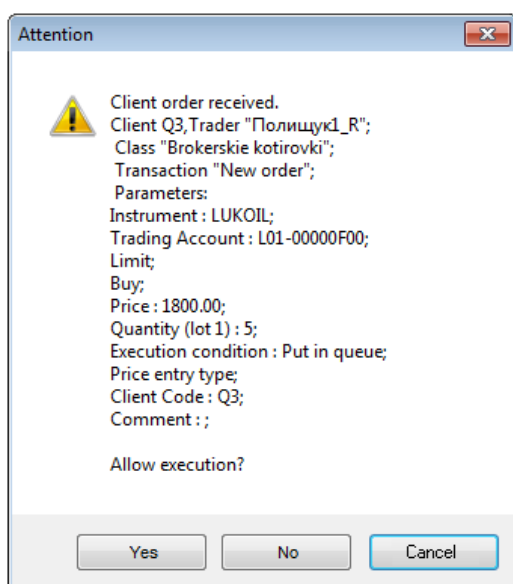 Attention
Client order received.
Client Q3,Trader "Полищук1_R";
Class "Brokerskie kotirovki";
Transaction "New order";
Parameters:
Instrument : LUKOIL;
Trading Account : L01-00000F00;
Limit;
Buy;
Price : 1800.00;
Quantity (lot 1) : 5;
Execution condition : Put in queue;
Price entry type;
Client Code : Q3;
Comment : ;
Allow execution?
Yes
No
Cancel